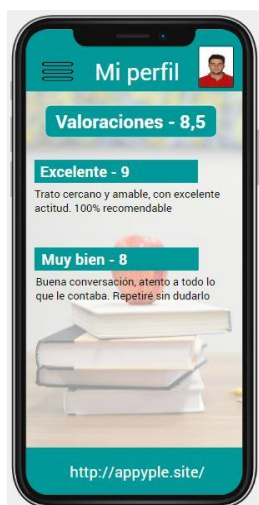 Mi perfil
Valoraciones - 8,5
Excelente - 9
Trato cercano y amable, con excelente
actitud. 100% recomendable
Muy bien - 8
Buena conversación, atento a todo lo
que le contaba. Repetiré sin dudarlo
http://appyple.site/